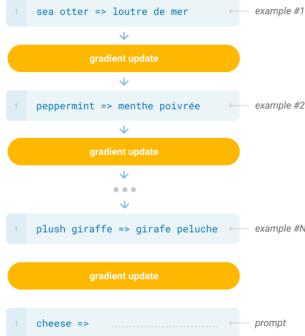 1 sea otter => loutre de mer example #1
gradient update
1 peppermint => menthe poivrée example #2
gradient update
1 plush giraffe => girafe peluche example #N
gradient update
1 cheese => prompt